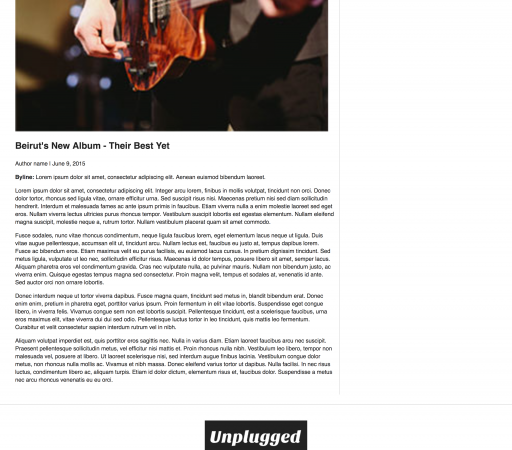 Beirut's New Album - Their Best Yet
Author name | June 9, 2015
Byline: Lorem ipsum dolor sit amet, consectetur adipiscing elit. Aenean euismod bibendum laoreet.
Lorem ipsum dolor sit amet, consectetur adipiscing elit. Integer arcu lorem, finibus in mollis volutpat, tincidunt non orci. Donec
dolor tortor, rhoncus sed ligula vitae, ornare efficitur urna. Sed suscipit risus nisi. Maecenas pretium nisi sed diam sollicitudin
hendrerit. Interdum et malesuada fames ac ante ipsum primis in faucibus. Etiam viverra nulla a enim molestie laoreet sed eget
eros. Nullam viverra lectus ultricies purus rhoncus tempor. Vestibulum suscipit lobortis est egestas elementum. Nullam eleifend
magna suscipit, molestie neque a, rutrum tortor. Nullam vestibulum placerat quam sit amet commodo.
Fusce sodales, nunc vitae rhoncus condimentum, neque ligula faucibus lorem, eget elementum lacus neque ut ligula. Duis
vitae augue pellentesque, accumsan elit ut, tincidunt arcu. Nullam lectus est, faucibus eu justo at, tempus dapibus lorem.
Fusce ac bibendum eros. Etiam maximus velit eu purus facilisis, eu euismod lacus cursus. In pretium dignissim tincidunt. Sed
metus ligula, vulputate ut leo nec, sollicitudin efficitur risus. Maecenas id dolor tempus, posuere libero sit amet, semper lacus.
Aliquam pharetra eros vel condimentum gravida. Cras nec vulputate nulla, ac pulvinar mauris. Nullam non bibendum justo, ac
viverra enim. Quisque egestas tempus magna sed consectetur. Proin magna velit, tempus et sodales at, venenatis id ante.
Sed auctor orci non ornare lobortis.
Donec interdum neque ut tortor viverra dapibus. Fusce magna quam, tincidunt sed metus in, blandit bibendum erat. Donec
enim enim, pretium in pharetra eget, porttitor varius ipsum. Proin fermentum in elit vitae lobortis. Suspendisse eget congue
libero, in viverra felis. Vivamus congue sem non est lobortis suscipit. Pellentesque tincidunt, est a scelerisque faucibus, urna
eros maximus elit, vitae viverra dui dui sed odio. Pellentesque luctus tortor in leo tincidunt, quis mattis leo fermentum.
Curabitur et velit consectetur sapien interdum rutrum vel in nibh.
Aliquam volutpat imperdiet est, quis porttitor eros sagittis nec. Nulla in varius diam. Etiam laoreet faucibus arcu nec suscipit.
Praesent pellentesque sollicitudin metus, vel efficitur nisi mattis et. Proin rhoncus nulla nibh. Vestibulum leo libero, tempor non
malesuada vel, posuere at libero. Ut laoreet scelerisque nisi, sed interdum augue finibus lacinia. Vestibulum congue dolor
metus, non rhoncus nulla mollis ac. Vivamus et nibh massa. Donec eleifend varius tortor ut dapibus. Nulla facilisi. In nec risus
luctus, condimentum libero ac, aliquam turpis. Etiam id dolor dictum, elementum risus et, faucibus dolor. Suspendisse a metus
nec arcu rhoncus venenatis eu eu orci.
Unplugged